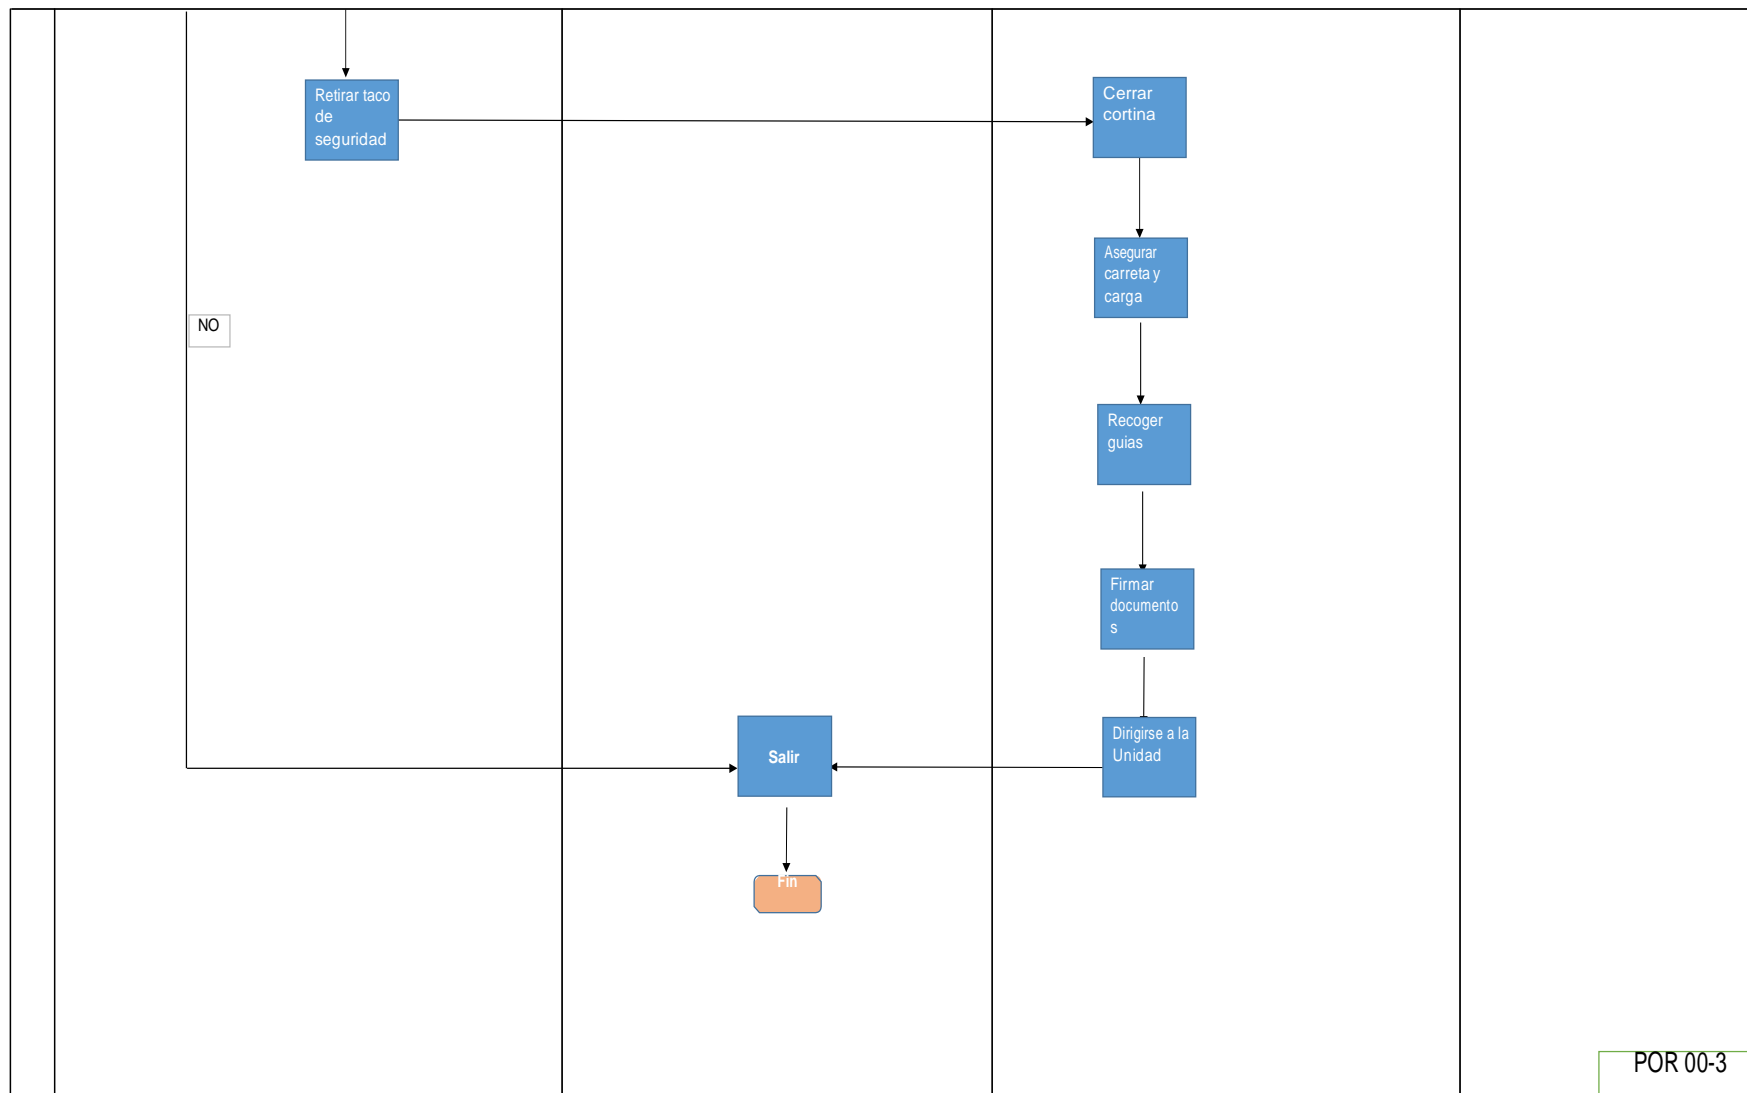 Retirar taco
de
seguridad
Cerrar
cortina
Asegurar
carreta y
carga
NO
Recoger
guias
Firmar
documento
s
Dirigirse a la
Unidad
Salir
Fin
POR 00-3